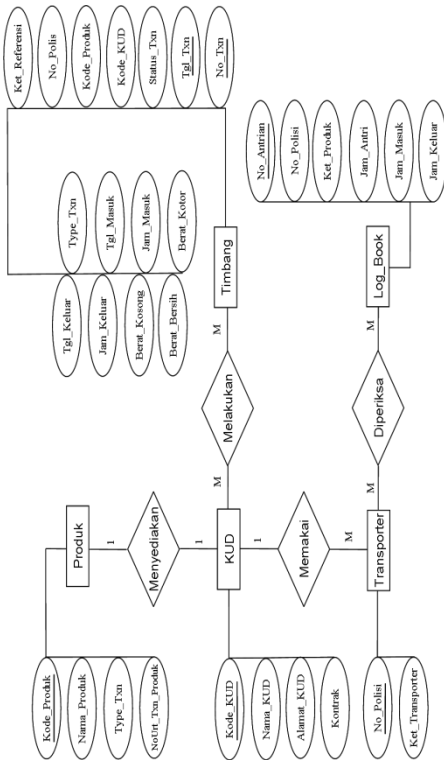 Kode_Produk
Nama_Produk
Type_Txn
NoUrt_Txn_Produk
Produk
1
Menyediakan
1
Kode_KUD
Nama_KUD
Alamat_KUD
Kontrak
KUD
M
Melakukan
M
Timbang
Tgl_Keluar
Jam_Keluar
Berat_Kosong
Berat_Bersih
Type_Txn
Tgl_Masuk
Jam_Masuk
Berat_Kotor
Ket_Referensi
No_Polis
Kode_Produk
Kode_KUD
Status_Txn
Tgl_Txn
No_Txn
1
Memakai
M
No_Polisi
Ket_Transporter
Transporter
M
Diperiksa
M
Log_Book
No_Antrian
No_Polisi
Ket_Produk
Jam_Antri
Jam_Masuk
Jam_Keluar